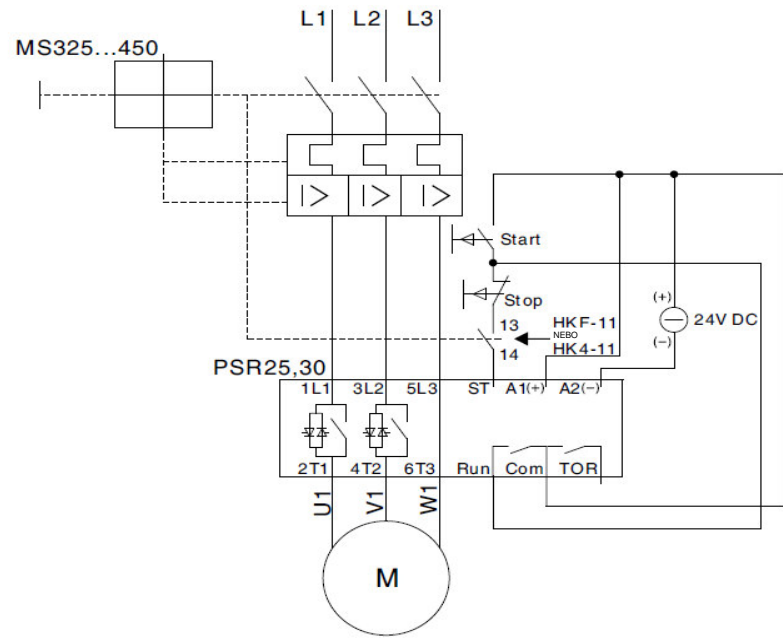 L1 L2 L3
MS325...450
I> I> I>
Start
Stop
(+)
24V DC
(−)
13 HKF-11
NEBO
14 HK4-11
PSR25,30
1L1 3L2 5L3 ST A1(+) A2(−)
2T1 4T2 6T3 Run Com TOR
U1 V1 W1
M